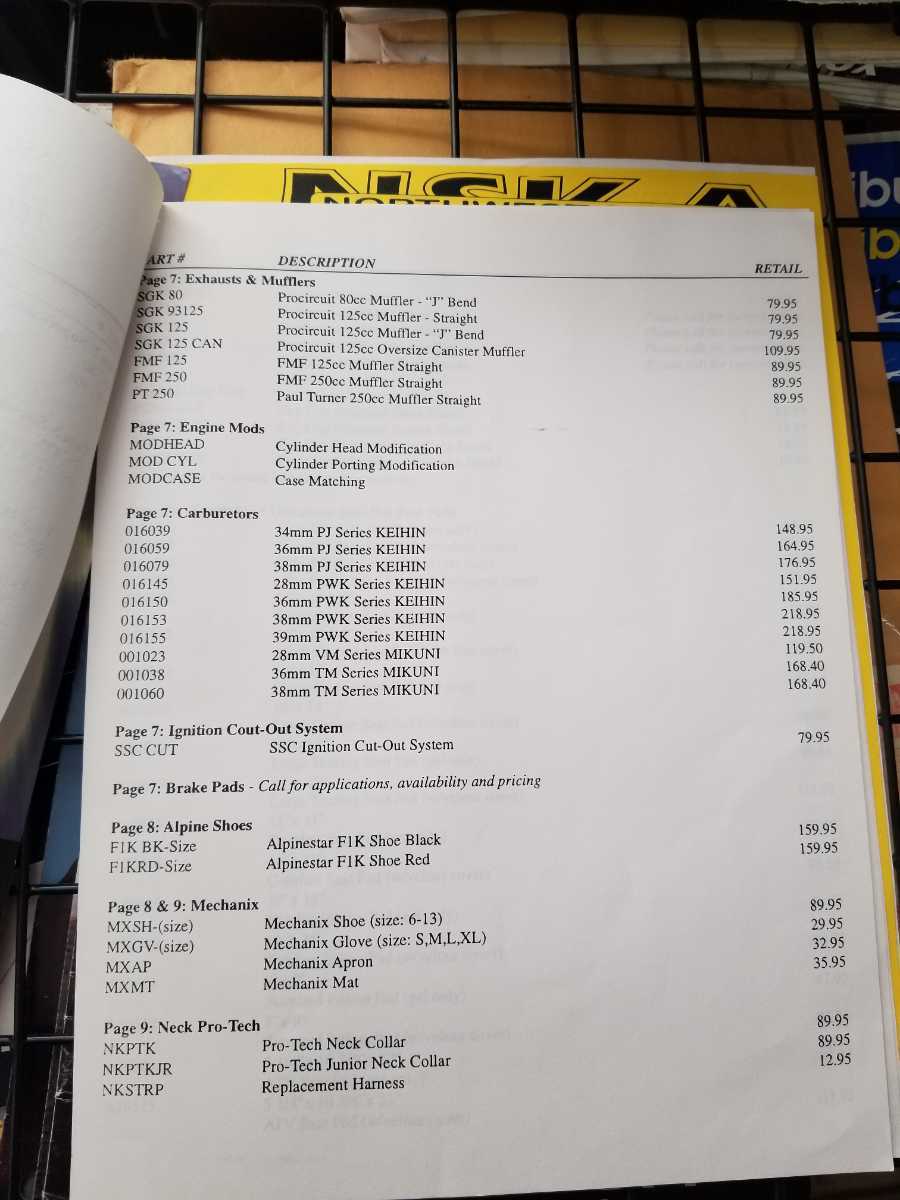 NSKA
NORTHWEST
ART # DESCRIPTION RETAIL
Page 7: Exhausts & Mufflers
SGK 80 Procircuit 80cc Muffler - “J” Bend 79.95
SGK 93125 Procircuit 125cc Muffler - Straight 79.95
SGK 125 Procircuit 125cc Muffler - “J” Bend 79.95
SGK 125 CAN Procircuit 125cc Oversize Canister Muffler 109.95
FMF 125 FMF 125cc Muffler Straight 89.95
FMF 250 FMF 250cc Muffler Straight 89.95
PT 250 Paul Turner 250cc Muffler Straight 89.95
Page 7: Engine Mods
MODHEAD Cylinder Head Modification
MOD CYL Cylinder Porting Modification
MODCASE Case Matching
Page 7: Carburetors
016039 34mm PJ Series KEIHIN 148.95
016059 36mm PJ Series KEIHIN 164.95
016079 38mm PJ Series KEIHIN 176.95
016145 28mm PWK Series KEIHIN 151.95
016150 36mm PWK Series KEIHIN 185.95
016153 38mm PWK Series KEIHIN 218.95
016155 39mm PWK Series KEIHIN 218.95
001023 28mm VM Series MIKUNI 119.50
001038 36mm TM Series MIKUNI 168.40
001060 38mm TM Series MIKUNI 168.40
Page 7: Ignition Cout-Out System
SSC CUT SSC Ignition Cut-Out System 79.95
Page 7: Brake Pads - Call for applications, availability and pricing
Page 8: Alpine Shoes
F1K BK-Size Alpinestar F1K Shoe Black 159.95
F1KRD-Size Alpinestar F1K Shoe Red 159.95
Page 8 & 9: Mechanix
MXSH-(size) Mechanix Shoe (size: 6-13) 89.95
MXGV-(size) Mechanix Glove (size: S,M,L,XL) 29.95
MXAP Mechanix Apron 32.95
MXMT Mechanix Mat 35.95
Page 9: Neck Pro-Tech
NKPTK Pro-Tech Neck Collar 89.95
NKPTKJR Pro-Tech Junior Neck Collar 89.95
NKSTRP Replacement Harness 12.95